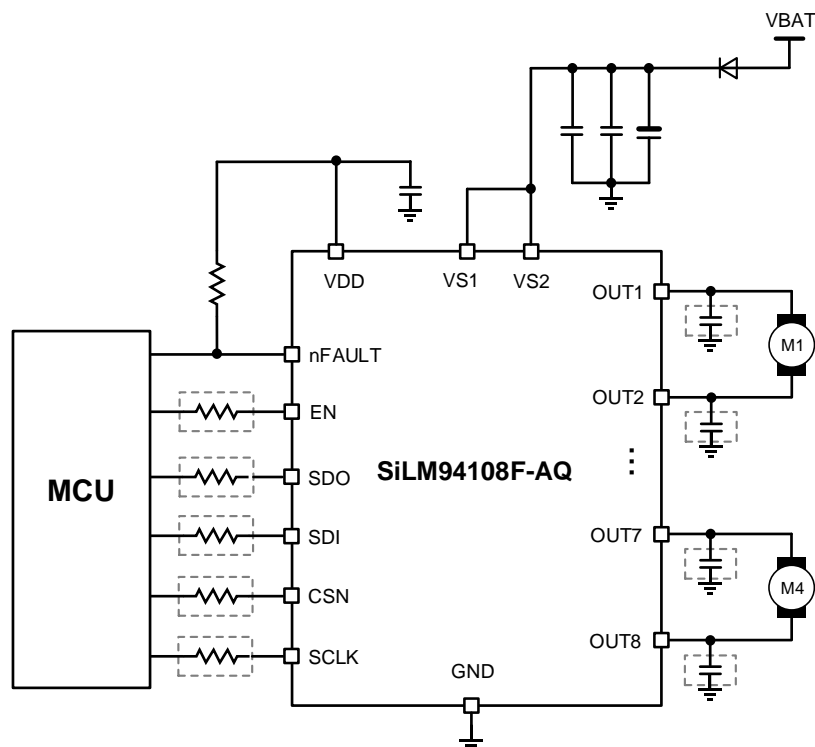 VBAT
VDD
VS1
VS2
OUT1
M1
nFAULT
OUT2
EN
MCU
SiLM94108F-AQ
SDO
SDI
OUT7
CSN
M4
OUT8
SCLK
GND